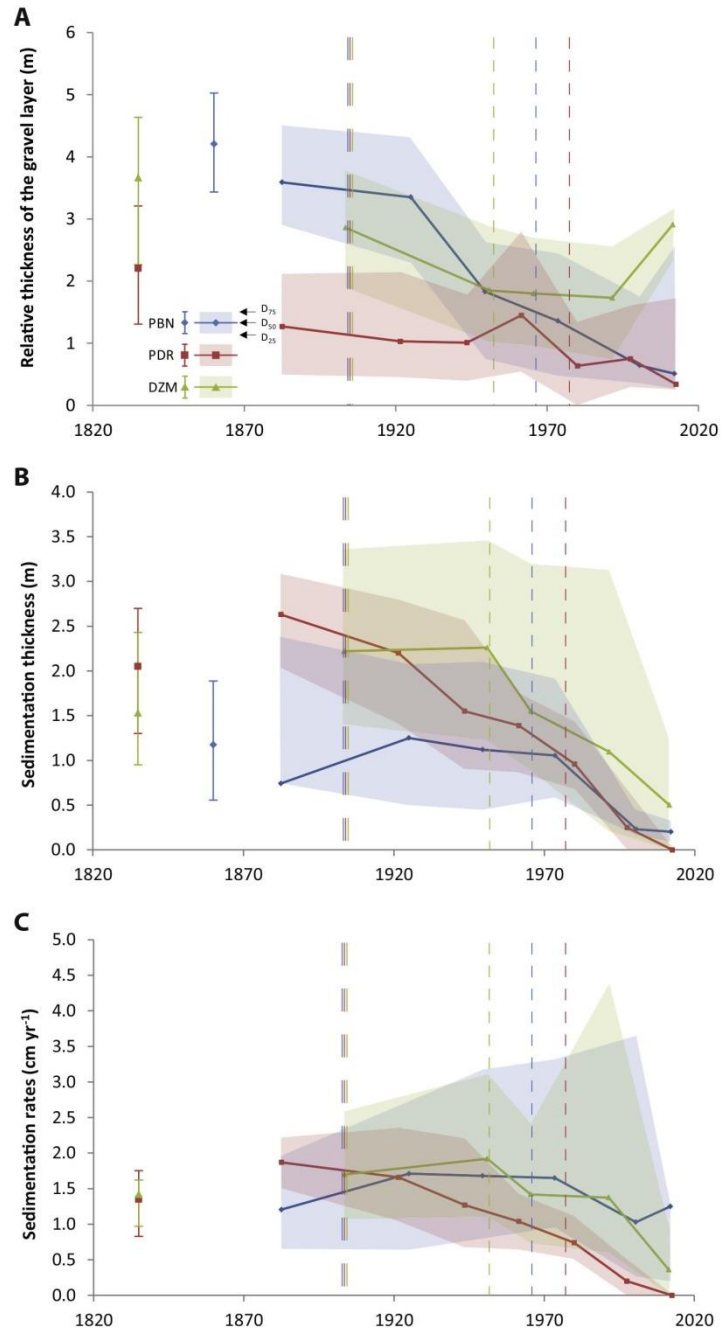 A
Relative thickness of the gravel layer (m)
6
5
4
3
2
1
0
PBN
D75
D50
D25
PDR
DZM
1820 1870 1920 1970 2020
B
Sedimentation thickness (m)
4.0
3.5
3.0
2.5
2.0
1.5
1.0
0.5
0.0
1820 1870 1920 1970 2020
C
Sedimentation rates (cm yr⁻¹)
5.0
4.5
4.0
3.5
3.0
2.5
2.0
1.5
1.0
0.5
0.0
1820 1870 1920 1970 2020